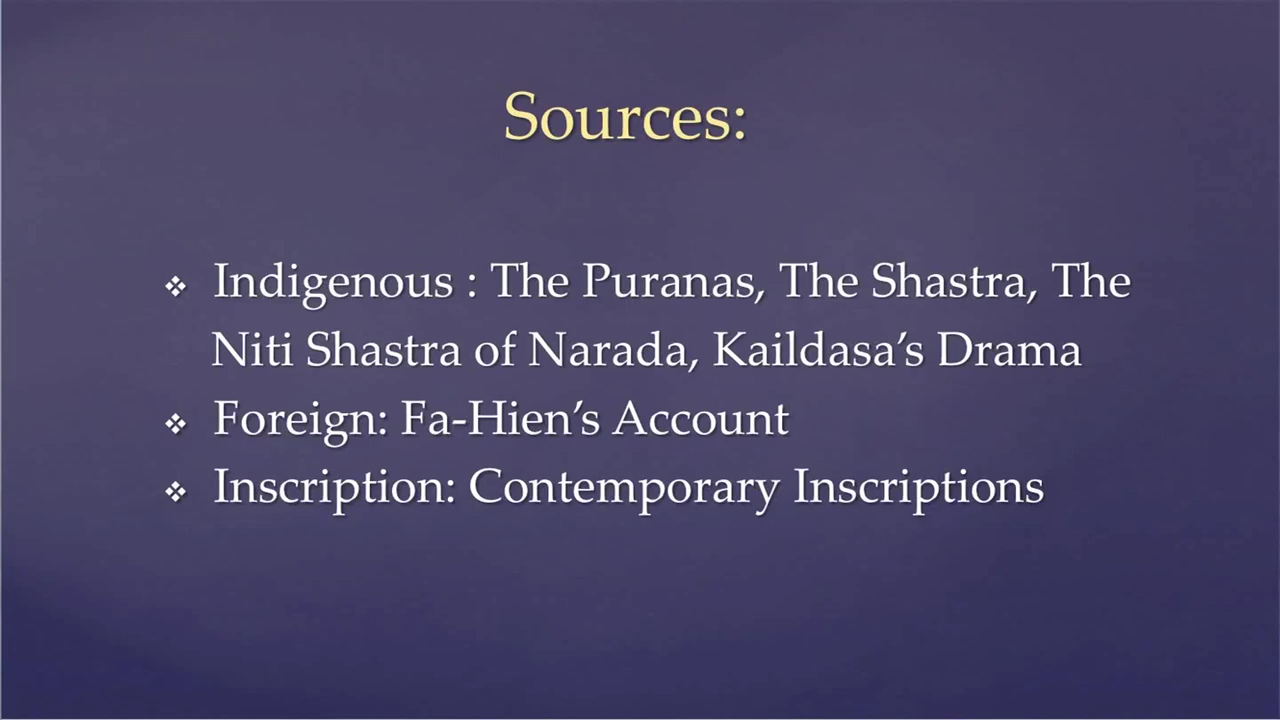 Sources:
❖ Indigenous : The Puranas, The Shastra, The
Niti Shastra of Narada, Kaildasa’s Drama
❖ Foreign: Fa-Hien’s Account
❖ Inscription: Contemporary Inscriptions